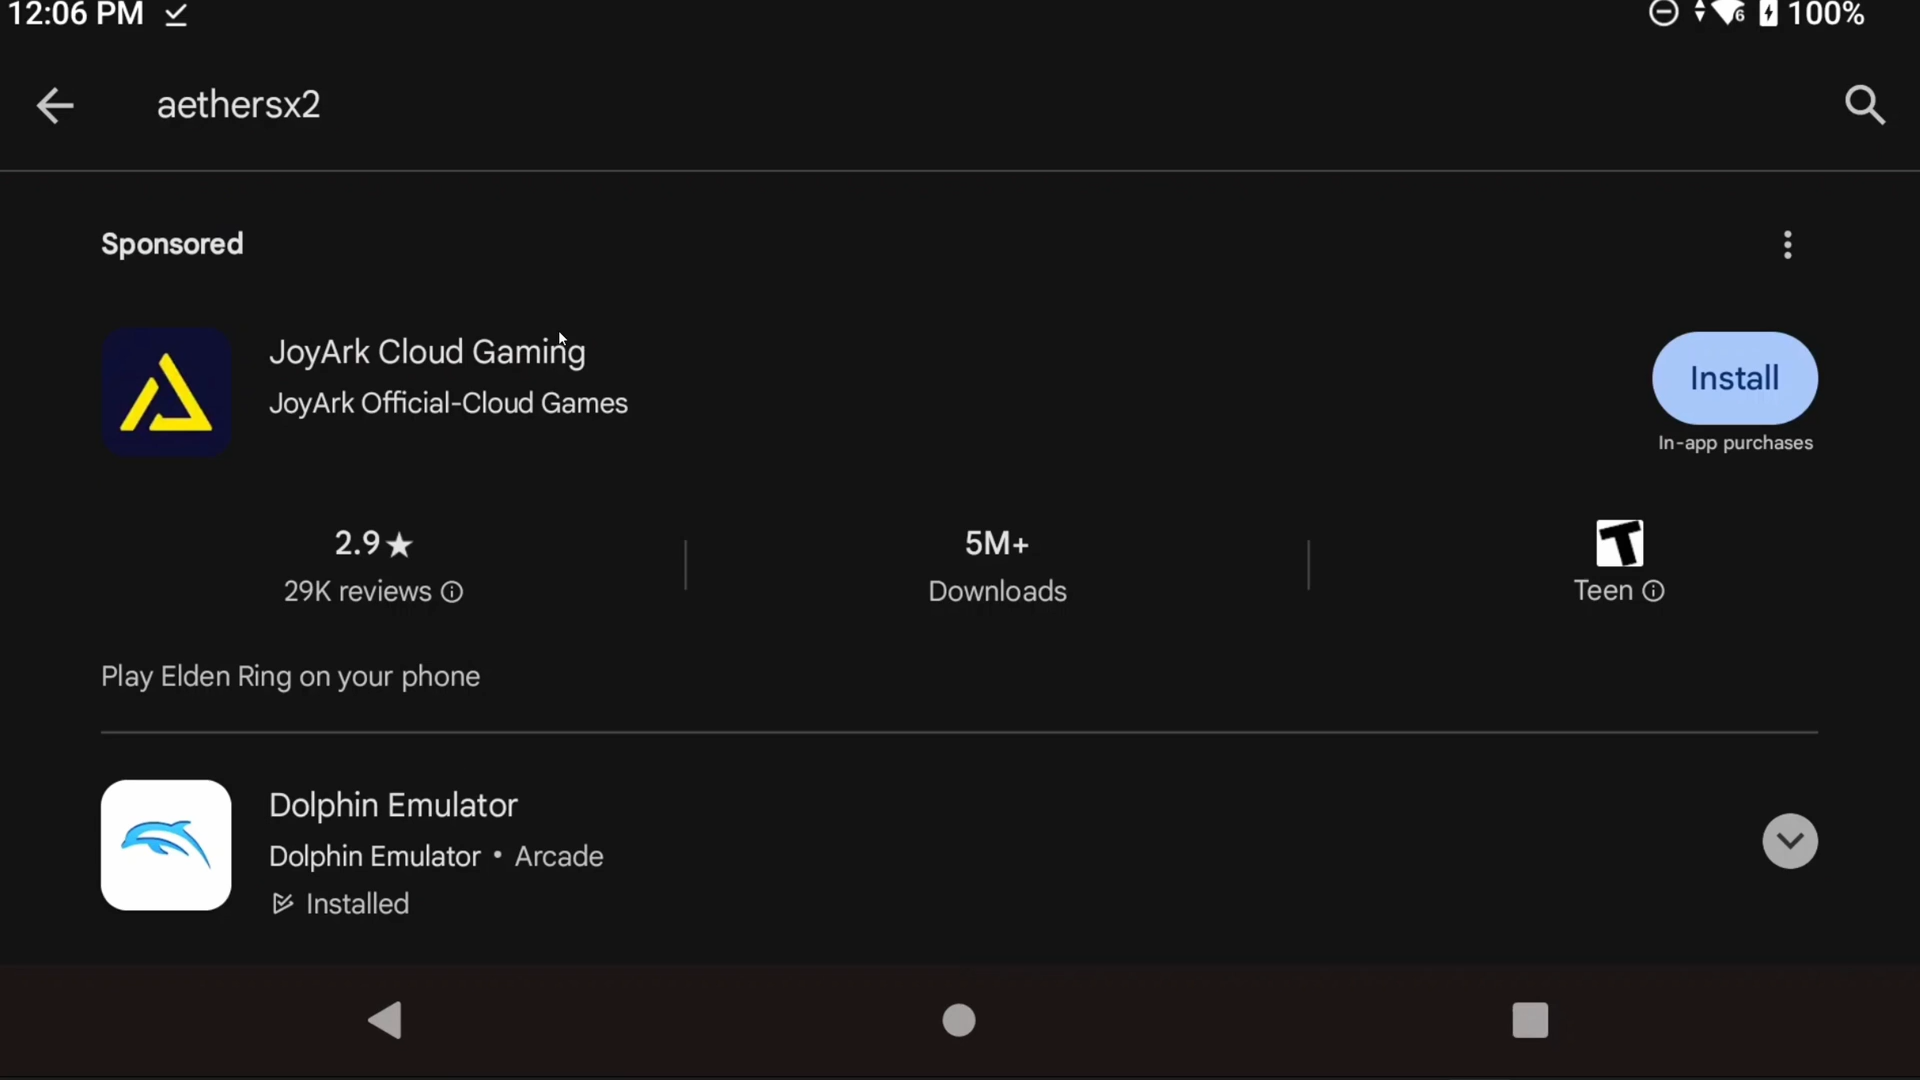 12:06 PM
6 100%
aethersx2
Sponsored
JoyArk Cloud Gaming
JoyArk Official-Cloud Games
Install
In-app purchases
2.9★
29K reviews
5M+
Downloads
T
Teen
Play Elden Ring on your phone
Dolphin Emulator
Dolphin Emulator • Arcade
Installed